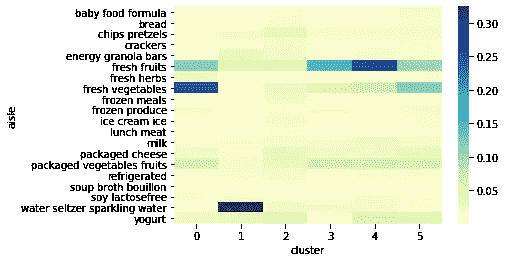 baby food formula
bread
chips pretzels
crackers
energy granola bars
fresh fruits
fresh herbs
fresh vegetables
frozen meals
frozen produce
ice cream ice
lunch meat
milk
packaged cheese
packaged vegetables fruits
refrigerated
soup broth bouillon
soy lactosefree
water seltzer sparkling water
yogurt
aisle
0 1 2 3 4 5
cluster
0.30
0.25
0.20
0.15
0.10
0.05